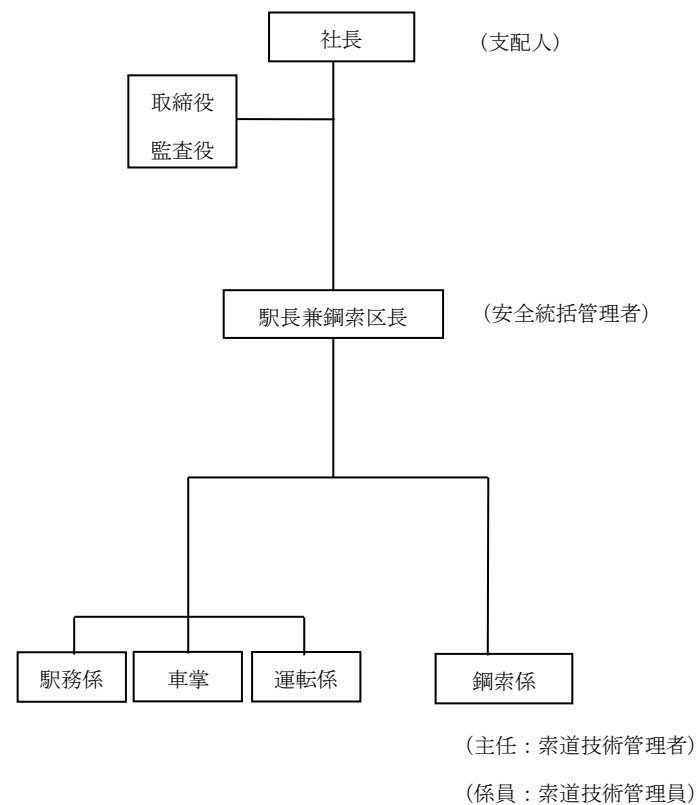 社長
（支配人）
取締役
監査役
駅長兼鋼索区長
（安全統括管理者）
駅務係
車掌
運転係
鋼索係
（主任：索道技術管理者）
（係員：索道技術管理員）